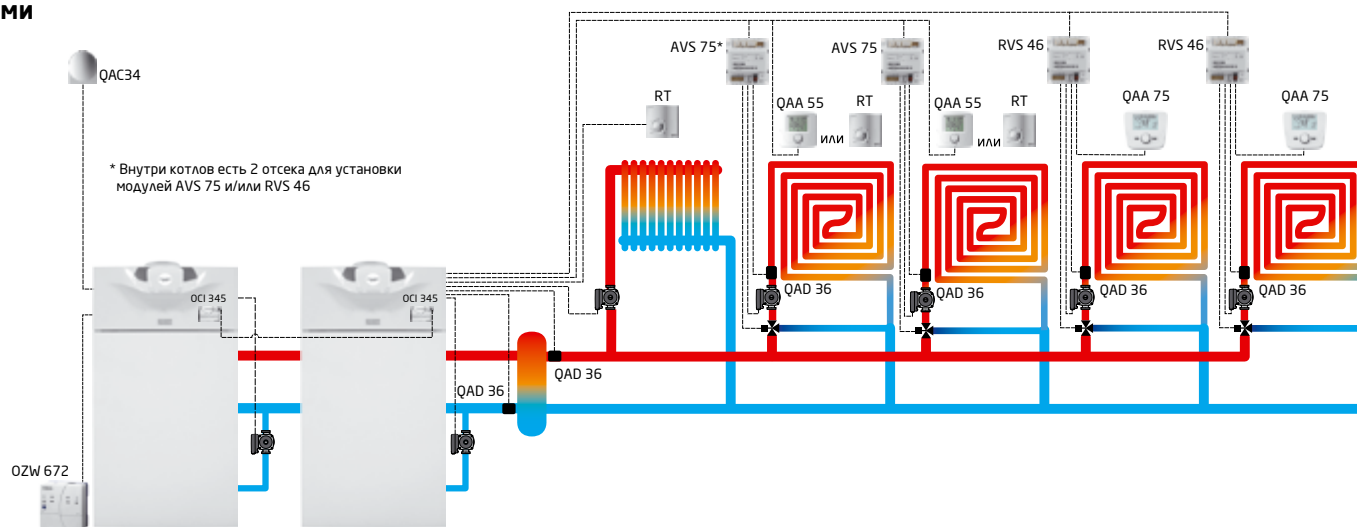 ми
QAC34
AVS 75*
AVS 75
RVS 46
RVS 46
RT
QAA 55
или
RT
QAA 55
или
RT
QAA 75
QAA 75
* Внутри котлов есть 2 отсека для установки
модулей AVS 75 и/или RVS 46
OCI 345
OCI 345
QAD 36
QAD 36
QAD 36
QAD 36
QAD 36
QAD 36
OZW 672